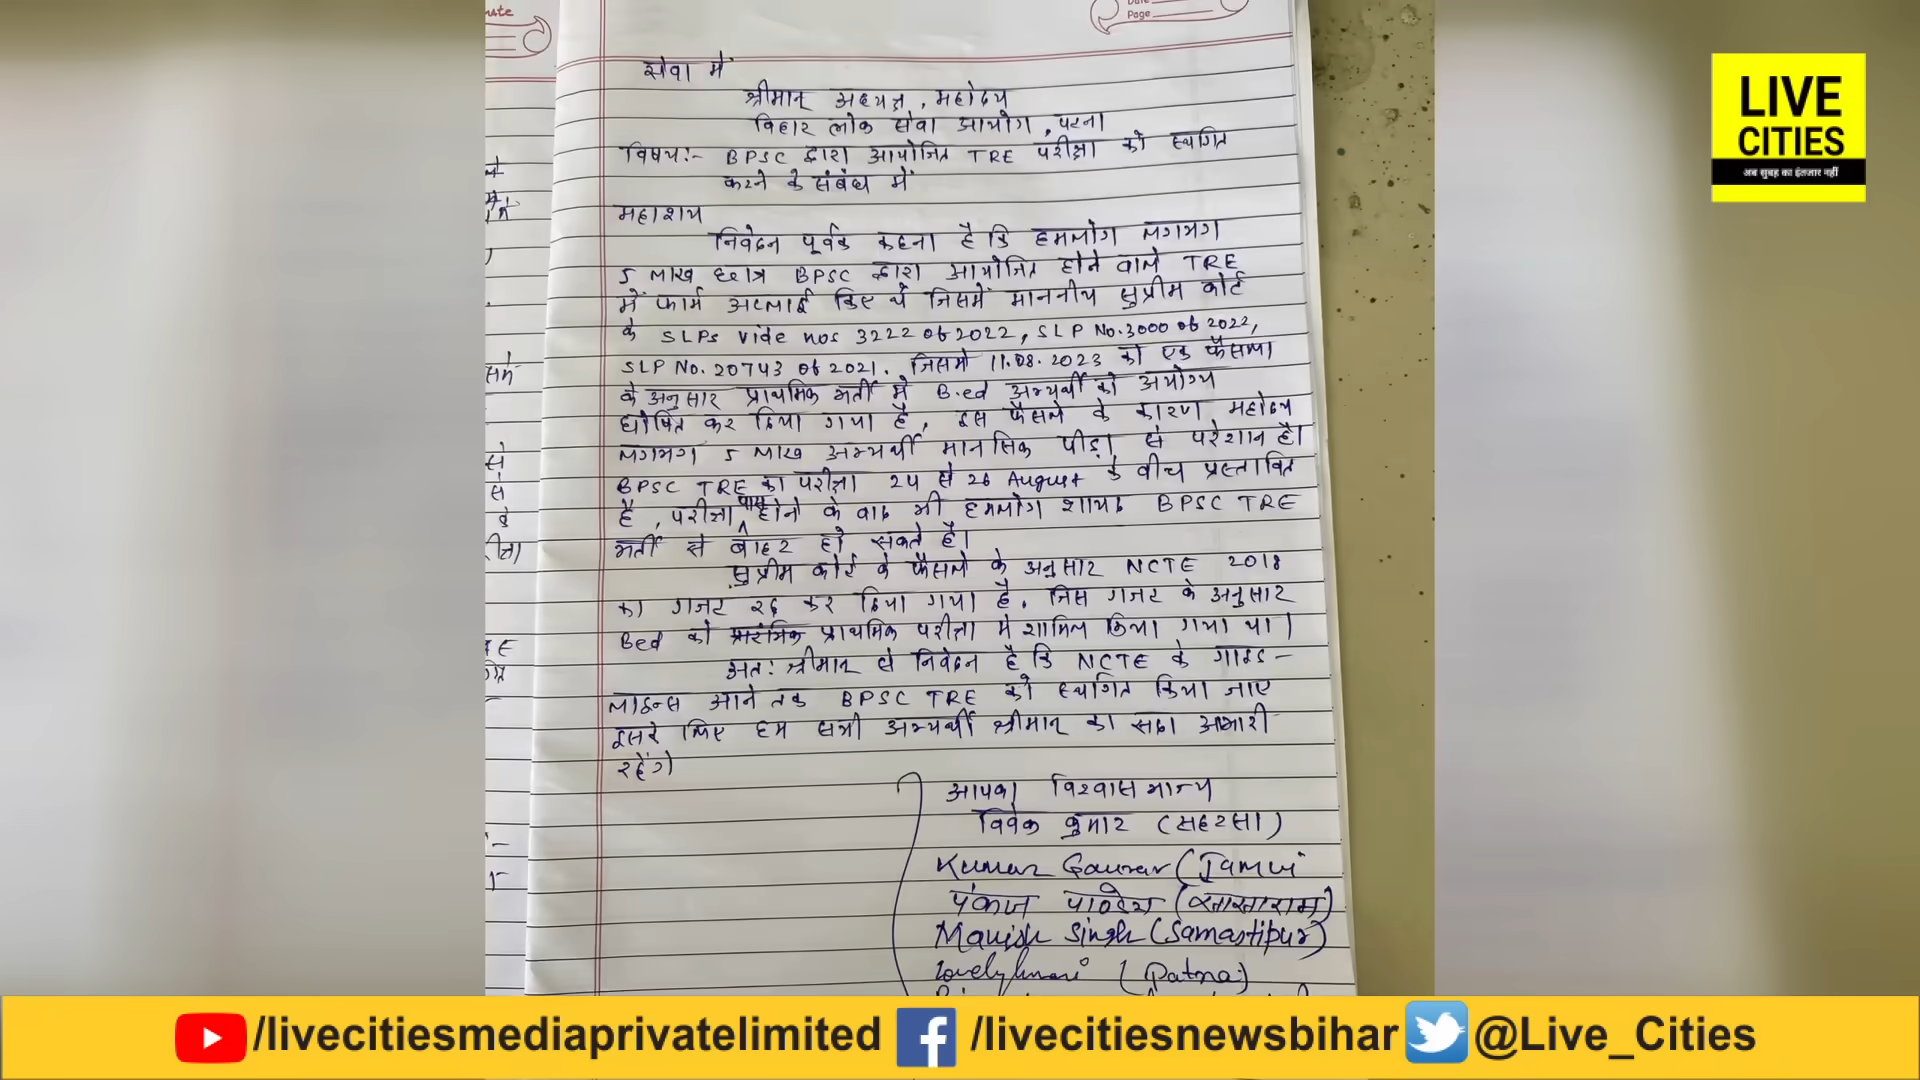 सेवा में
श्रीमान् अध्यक्ष, महोदय
बिहार लोक सेवा आयोग, पटना
विषय:- BPSC द्वारा आयोजित TRE परीक्षा को स्थगित
करने के संबंध में
महाशय
निवेदन पूर्वक कहना है कि हमलोग लगभग
5 लाख छात्र BPSC द्वारा आयोजित होने वाले TRE
में फार्म अप्लाई किए थे जिसमें माननीय सुप्रीम कोर्ट
के SLPs vide nos 3222 of 2022, SLP No.3000 of 2022,
SLP No. 20743 of 2021. जिसमे 11.08.2023 को एक फैसला
के अनुसार प्राथमिक भर्ती में B.ed अभ्यर्थी को अयोग्य
घोषित कर दिया गया है, इस फैसले के कारण महोदय
लगभग 5 लाख अभ्यर्थी मानसिक पीड़ा से परेशान है।
BPSC TRE का परीक्षा 24 से 26 August के बीच प्रस्तावित
है, परीक्षा पास होने के बाद भी हमलोग शायद BPSC TRE
भर्ती से बाहर हो सकते है।
सुप्रीम कोर्ट के फैसले के अनुसार NCTE 2018
का गजट रद्द कर दिया गया है, जिस गजट के अनुसार
Bed को प्रारंभिक प्राथमिक परीक्षा मे शामिल किया गया था।
अत: श्रीमान् से निवेदन है कि NCTE के गाइड-
लाइन्स आने तक BPSC TRE को स्थगित किया जाए
इसके लिए हम सभी अभ्यर्थी श्रीमान् का सदा आभारी
रहेंगे
आपका विश्वास भाज्य
विवेक कुमार (सहरसा)
Kumar Gaurav (Jamui
पंकज पाण्डेय (सासाराम)
Manish Singh (Samastipur)
(Patna)
Page
LIVE
CITIES
अब सुबह का इंतजार नहीं
/livecitiesmediaprivatelimited /livecitiesnewsbihar @Live_Cities